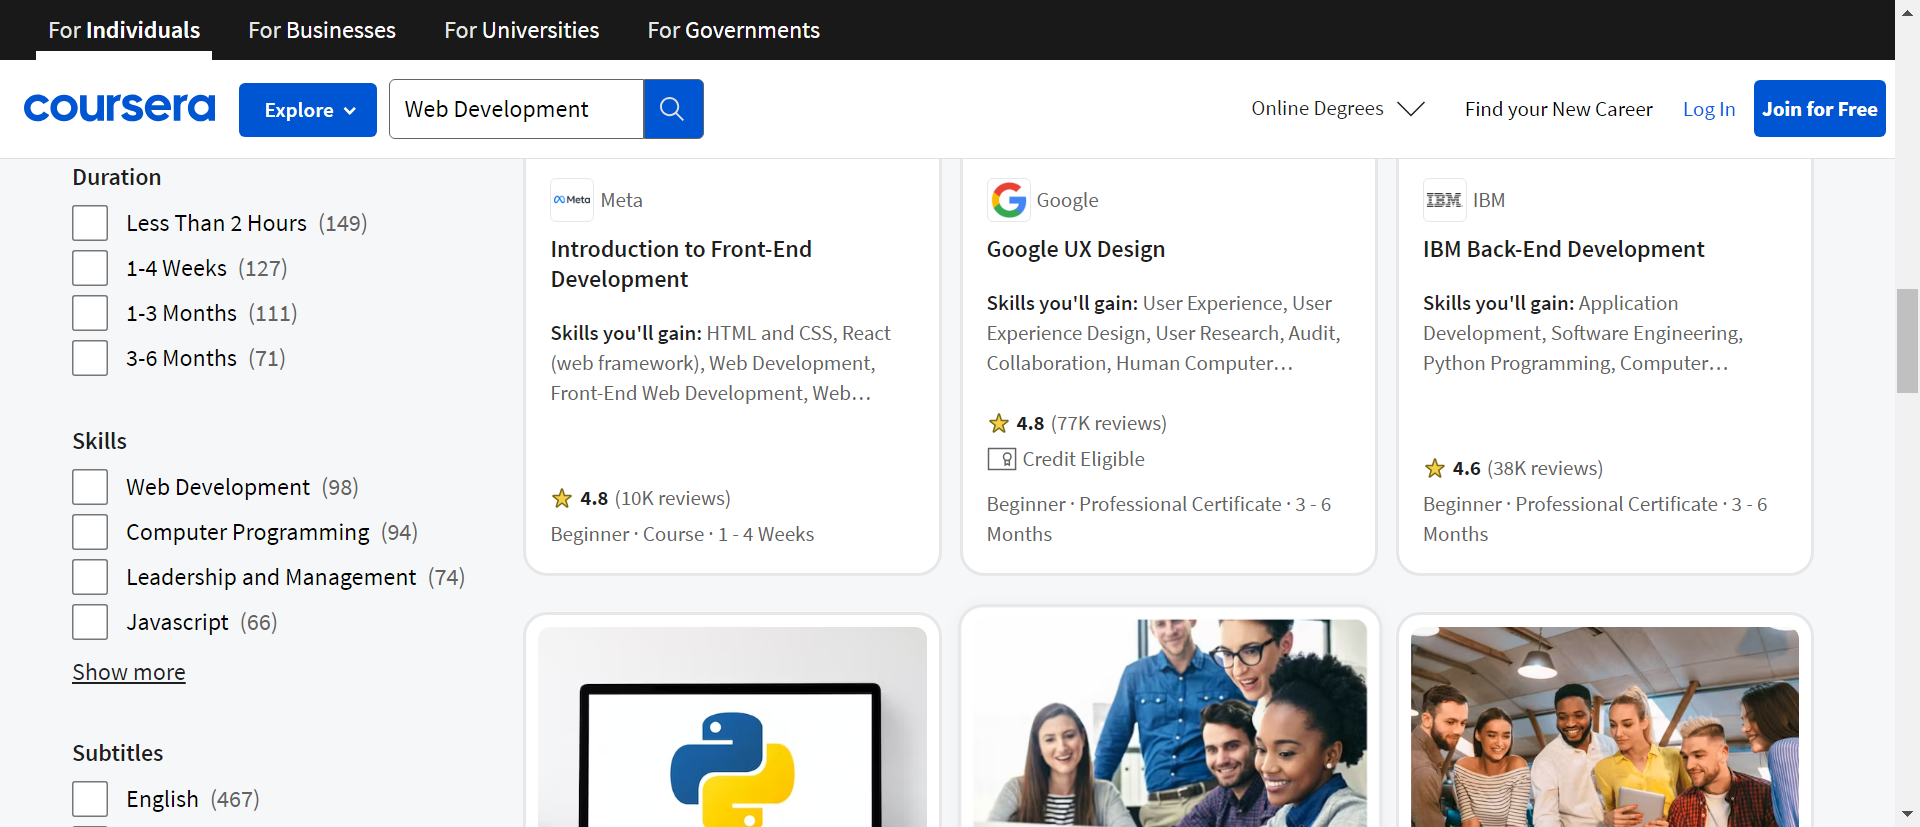 For Individuals
For Businesses
For Universities
For Governments
coursera
Explore
Web Development
Online Degrees
Find your New Career
Log In
Join for Free
Duration
Less Than 2 Hours (149)
1-4 Weeks (127)
1-3 Months (111)
3-6 Months (71)
Skills
Web Development (98)
Computer Programming (94)
Leadership and Management (74)
Javascript (66)
Show more
Subtitles
English (467)
Meta
Meta
Introduction to Front-End
Development
Skills you'll gain: HTML and CSS, React
(web framework), Web Development,
Front-End Web Development, Web…
4.8 (10K reviews)
Beginner · Course · 1 - 4 Weeks
Google
Google UX Design
Skills you'll gain: User Experience, User
Experience Design, User Research, Audit,
Collaboration, Human Computer…
4.8 (77K reviews)
Credit Eligible
Beginner · Professional Certificate · 3 - 6
Months
IBM
IBM
IBM Back-End Development
Skills you'll gain: Application
Development, Software Engineering,
Python Programming, Computer…
4.6 (38K reviews)
Beginner · Professional Certificate · 3 - 6
Months